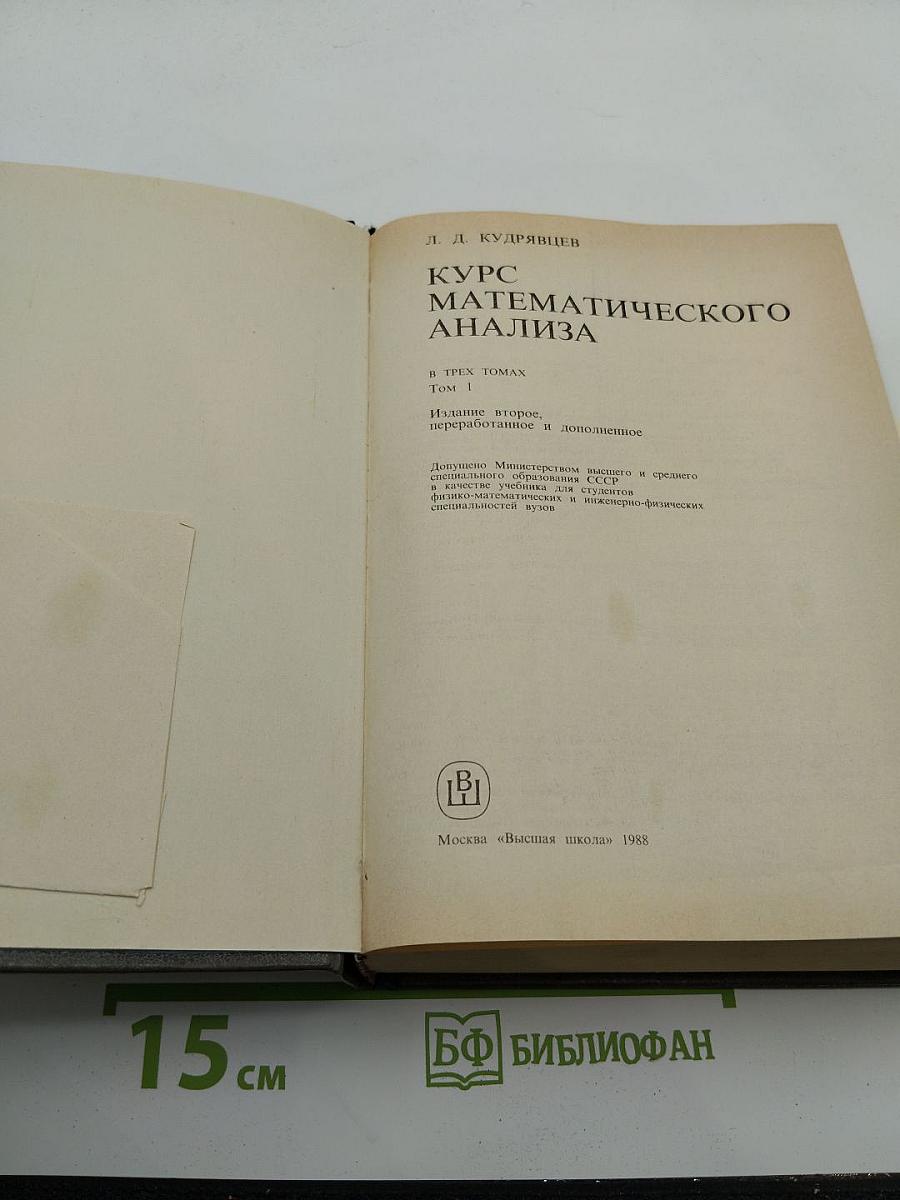 Л. Д. КУДРЯВЦЕВ
КУРС
МАТЕМАТИЧЕСКОГО
АНАЛИЗА
В ТРЕХ ТОМАХ
Том 1
Издание второе,
переработанное и дополненное
Допущено Министерством высшего и среднего
специального образования СССР
в качестве учебника для студентов
физико-математических и инженерно-физических
специальностей вузов
ВШ
Москва «Высшая школа» 1988
15 см
БФ БИБЛИОФАН